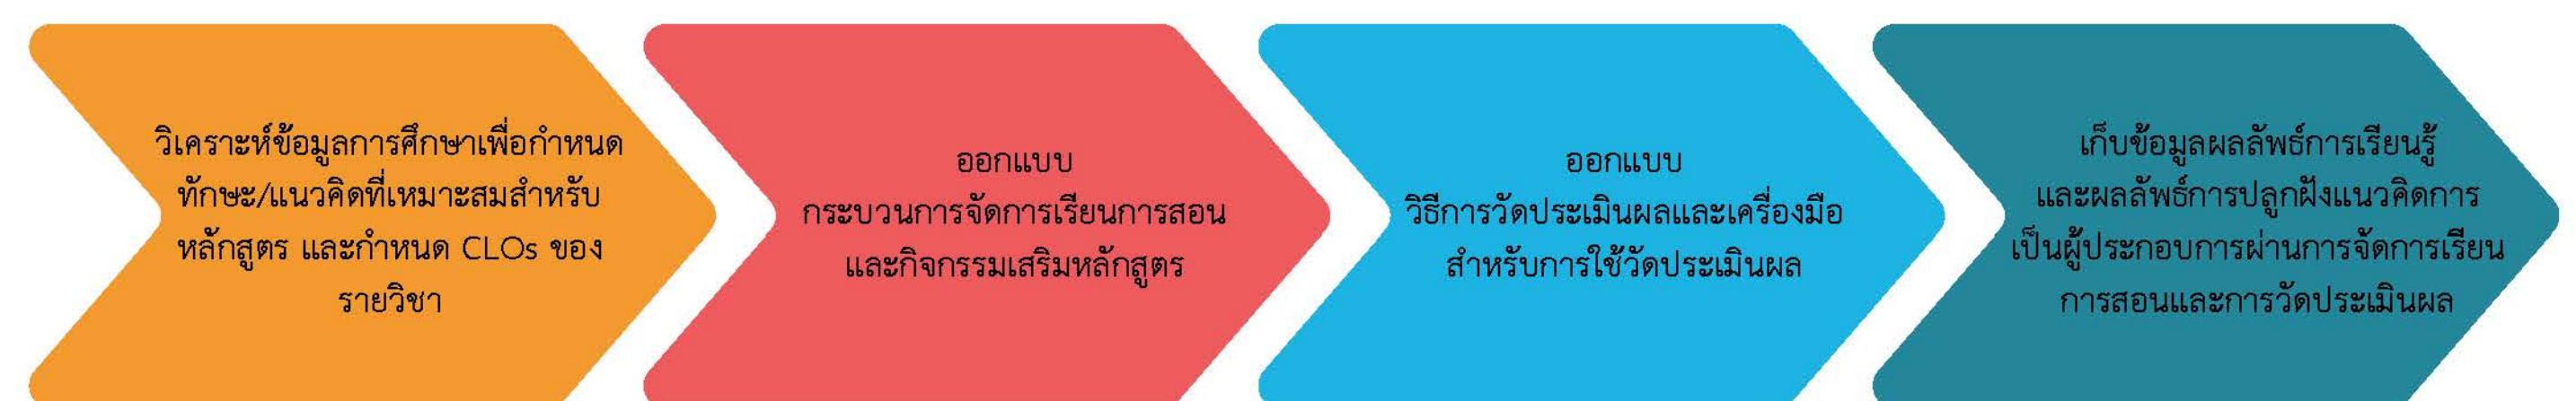 วิเคราะห์ข้อมูลการศึกษาเพื่อกำหนด
ทักษะ/แนวคิดที่เหมาะสมสำหรับ
หลักสูตร และกำหนด CLOs ของ
รายวิชา
ออกแบบ
กระบวนการจัดการเรียนการสอน
และกิจกรรมเสริมหลักสูตร
ออกแบบ
วิธีการวัดประเมินผลและเครื่องมือ
สำหรับการใช้วัดประเมินผล
เก็บข้อมูลผลลัพธ์การเรียนรู้
และผลลัพธ์การปลูกฝังแนวคิดการ
เป็นผู้ประกอบการผ่านการจัดการเรียน
การสอนและการวัดประเมินผล